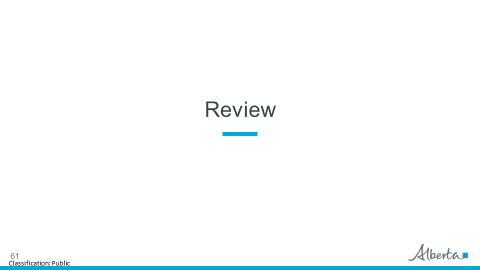 Review
61
Classification: Public
Alberta